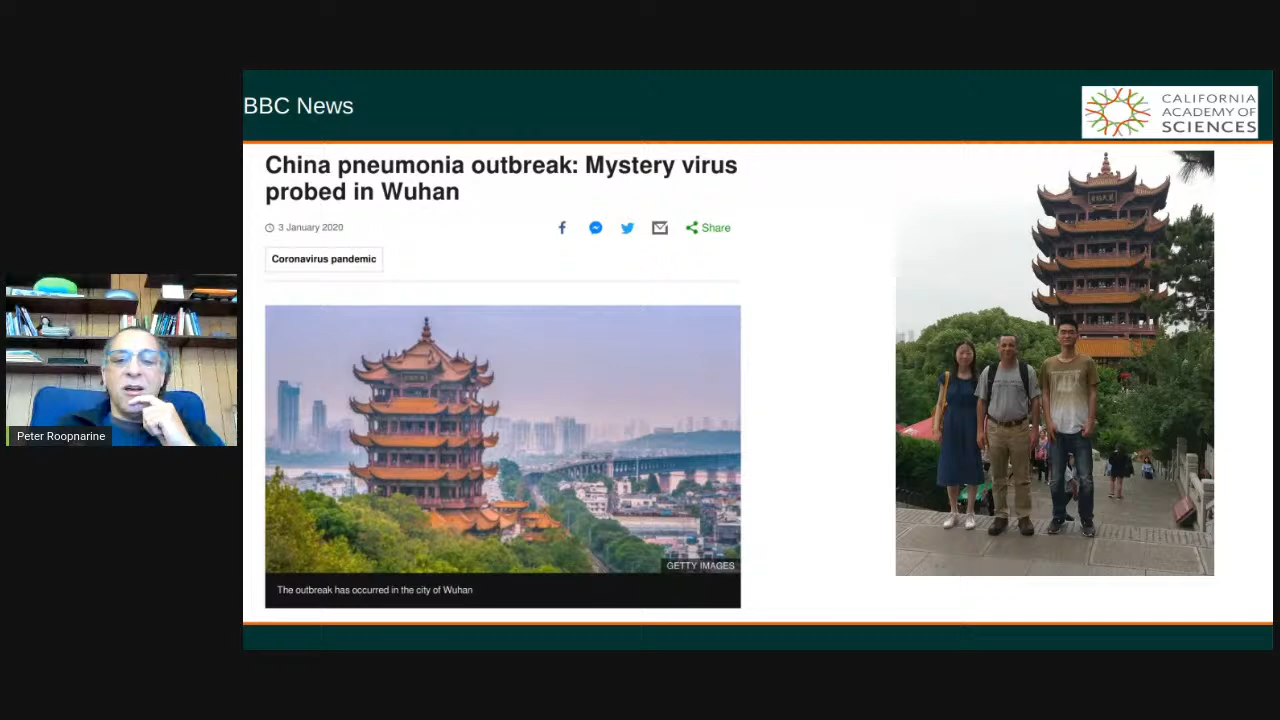 BBC News
CALIFORNIA
ACADEMY OF
SCIENCES
China pneumonia outbreak: Mystery virus
probed in Wuhan
3 January 2020
Share
Coronavirus pandemic
GETTY IMAGES
The outbreak has occurred in the city of Wuhan
Peter Roopnarine